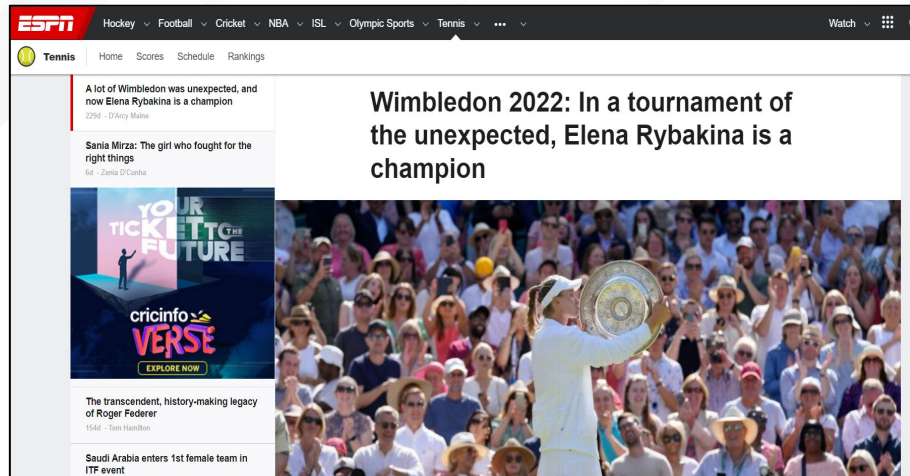 ESPN Hockey Football Cricket NBA ISL Olympic Sports Tennis ••• Watch
Tennis Home Scores Schedule Rankings
A lot of Wimbledon was unexpected, and
now Elena Rybakina is a champion
229d - D'Arcy Maine
Sania Mirza: The girl who fought for the
right things
6d - Zenia D'Cunha
YOUR
TICKET TO THE
FUTURE
cricinfo
VERSE
EXPLORE NOW
The transcendent, history-making legacy
of Roger Federer
154d - Tom Hamilton
Saudi Arabia enters 1st female team in
ITF event
Wimbledon 2022: In a tournament of
the unexpected, Elena Rybakina is a
champion